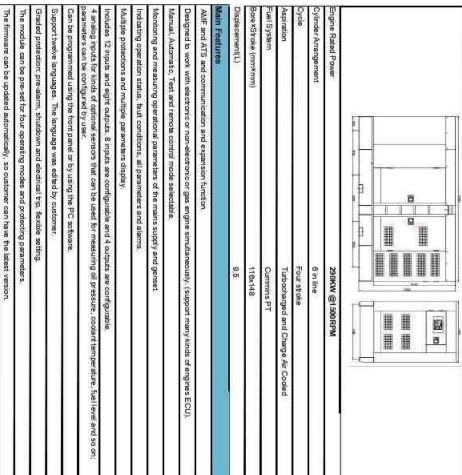 Engine Rated Power 290KW @1500RPM
Cylinder Arrangement 6 in line
Cycle Four stroke
Aspiration Turbocharged and Charge Air Cooled
Fuel System Cummins PT
Bore×Stroke (mm×mm) 116x148
Displacement(L) 9.5
Main Features
AMF and ATS and communication and expansion function.
Designed to work with electronic or non-electronic or gas engine simultaneously. (support many kinds of engines ECU).
Manual, Automatic, Test and remote control mode selectable.
Monitoring and measuring operational parameters of the mains supply and genset.
Indicating operation status, fault conditions, all parameters and alarms.
Multiple protections and multiple parameters display.
Includes 12 inputs and eight outputs. 8 inputs are configurable and 4 outputs are configurable.
4 analog inputs for kinds of optional sensors that can be used for measuring oil pressure, coolant temperature, fuel level and so on;
parameters can be configured by user.
Can be programmed using the front panel or by using the PC software.
Support twelve languages. The language was edited by customer.
Graded protection, pre-alarm, shutdown and electrical trip, flexible setting.
The module can be pre-set for four operating modes and protecting parameters.
The firmware can be updated automatically, so customer can have the latest version.